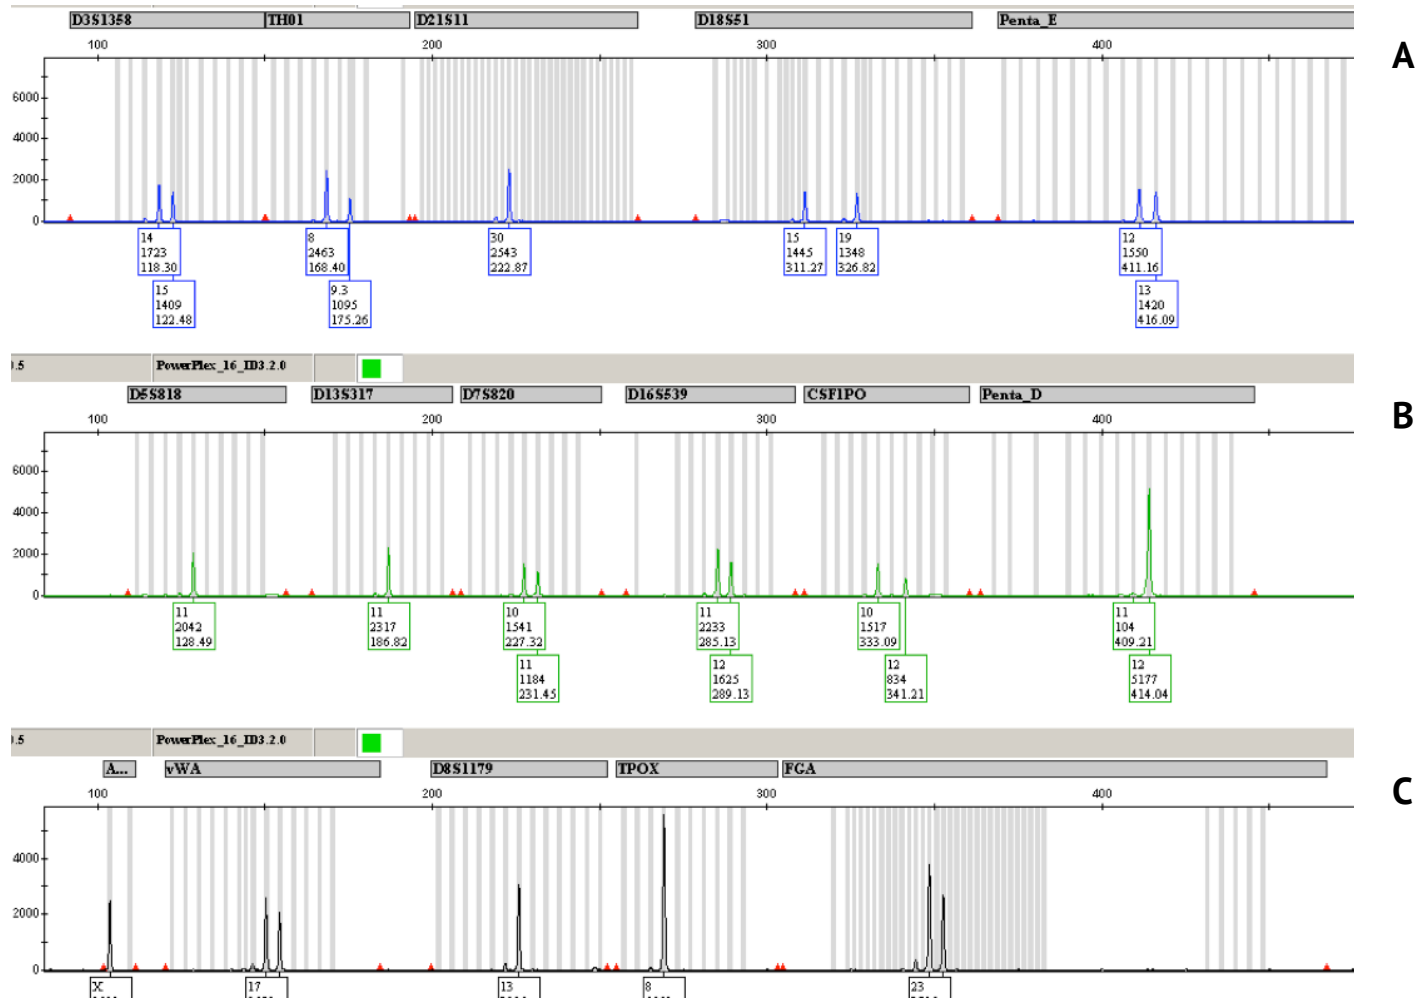 D3S1358 TH01 D21S11 D18S51 Penta_E
A
100 200 300 400
6000
4000
2000
0
14 8 30 15 19 12
1723 2463 2543 1445 1348 1550
118.30 168.40 222.87 311.27 326.82 411.16
15 9.3 13
1409 1095 1420
122.48 175.26 416.09
).5 PowerPlex_16_ID3.2.0
D5S818 D13S317 D7S820 D16S539 CSF1PO Penta_D
B
100 200 300 400
6000
4000
2000
0
11 11 10 11 10 11
2042 2317 1541 2233 1517 104
128.49 186.82 227.32 285.13 333.09 409.21
11 12 12 12
1184 1625 834 5177
231.45 289.13 341.21 414.04
).5 PowerPlex_16_ID3.2.0
A... vWA D8S1179 TPOX FGA
C
100 200 300 400
4000
2000
0
X 17 13 8 23